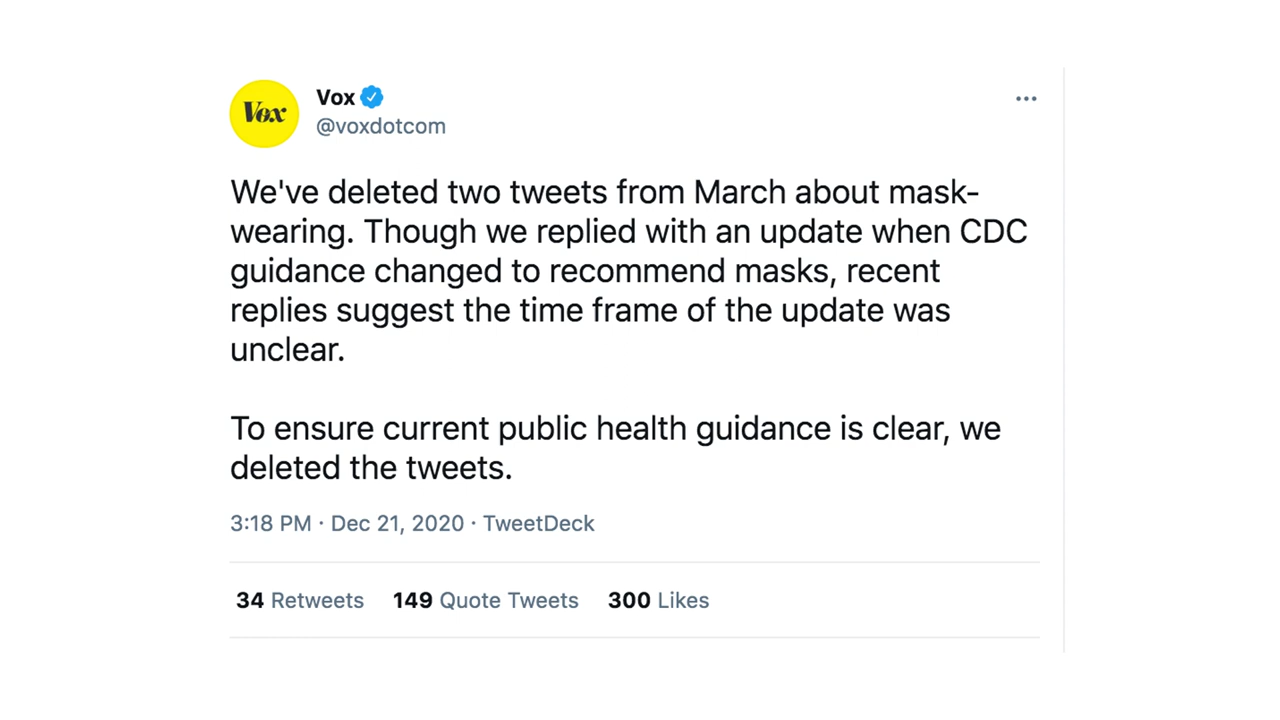 Vox
Vox
@voxdotcom
We've deleted two tweets from March about mask-
wearing. Though we replied with an update when CDC
guidance changed to recommend masks, recent
replies suggest the time frame of the update was
unclear.
To ensure current public health guidance is clear, we
deleted the tweets.
3:18 PM · Dec 21, 2020 · TweetDeck
34 Retweets 149 Quote Tweets 300 Likes